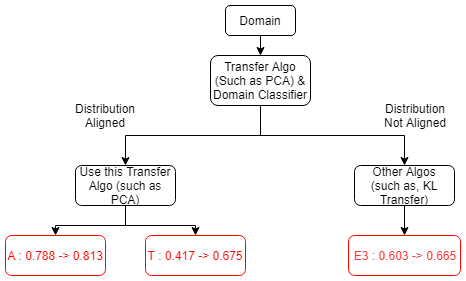 Domain
Transfer Algo
(Such as PCA) &
Domain Classifier
Distribution
Aligned
Distribution
Not Aligned
Use this Transfer
Algo (such as
PCA)
Other Algos
(such as, KL
Transfer)
A : 0.788 -> 0.813
T : 0.417 -> 0.675
E3 : 0.603 -> 0.665